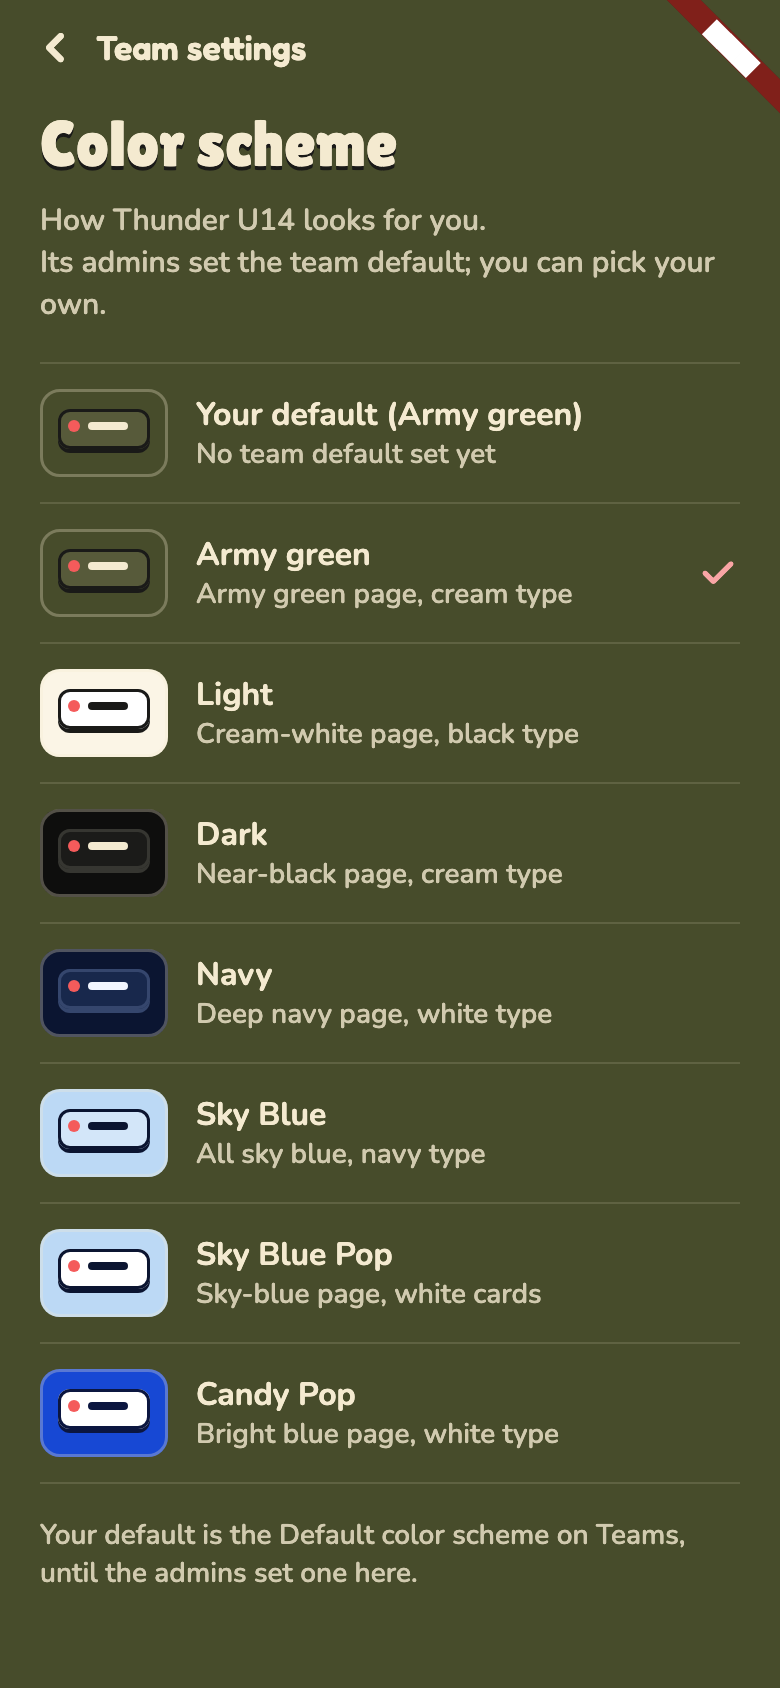 Team settings
Color scheme
How Thunder U14 looks for you.
Its admins set the team default; you can pick your
own.
Your default (Army green)
No team default set yet
Army green
Army green page, cream type
Light
Cream-white page, black type
Dark
Near-black page, cream type
Navy
Deep navy page, white type
Sky Blue
All sky blue, navy type
Sky Blue Pop
Sky-blue page, white cards
Candy Pop
Bright blue page, white type
Your default is the Default color scheme on Teams,
until the admins set one here.